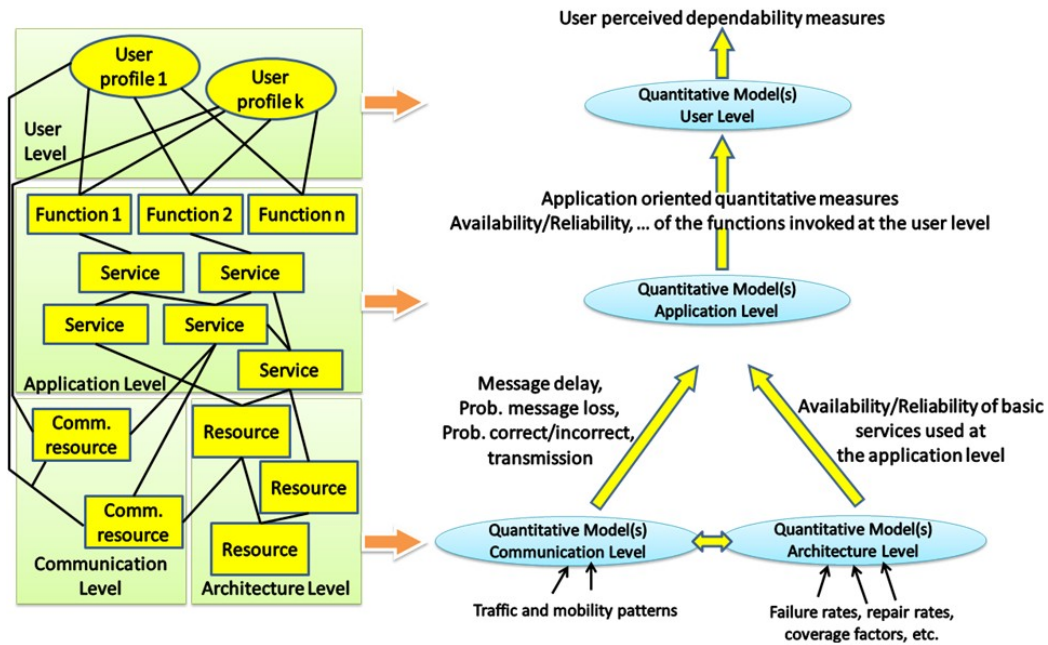 User
profile 1
User
profile k
User
Level
Function 1
Function 2
Function n
Service
Service
Service
Service
Service
Application Level
Comm.
resource
Resource
Resource
Comm.
resource
Resource
Communication
Level
Architecture Level
User perceived dependability measures
Quantitative Model(s)
User Level
Application oriented quantitative measures
Availability/Reliability, ... of the functions invoked at the user level
Quantitative Model(s)
Application Level
Message delay,
Prob. message loss,
Prob. correct/incorrect,
transmission
Availability/Reliability of basic
services used at
the application level
Quantitative Model(s)
Communication Level
Quantitative Model(s)
Architecture Level
Traffic and mobility patterns
Failure rates, repair rates,
coverage factors, etc.